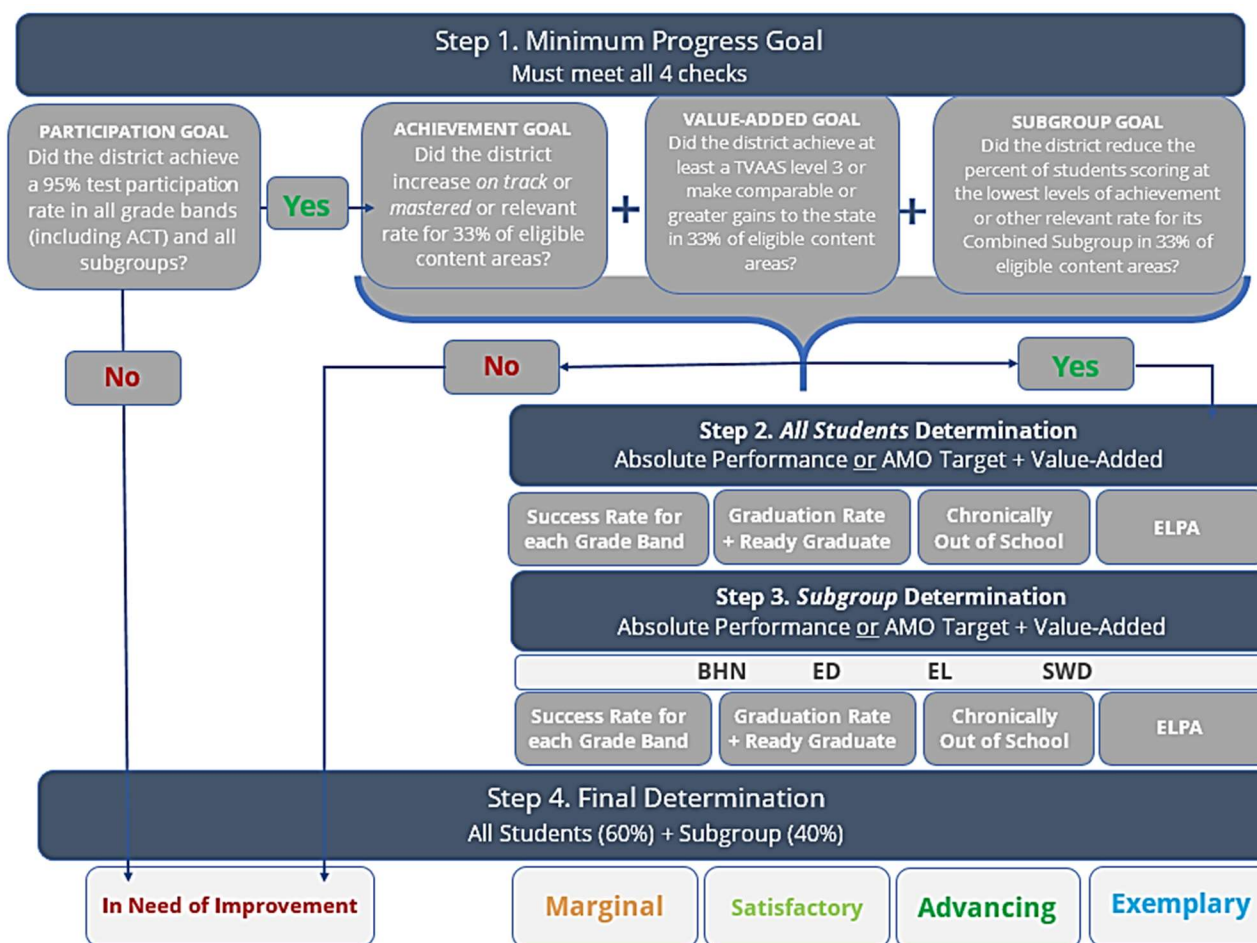 Step 1. Minimum Progress Goal
Must meet all 4 checks
PARTICIPATION GOAL
Did the district achieve
a 95% test participation
rate in all grade bands
(including ACT) and all
subgroups?
Yes
ACHIEVEMENT GOAL
Did the district
increase on track or
mastered or relevant
rate for 33% of eligible
content areas?
+
VALUE-ADDED GOAL
Did the district achieve at
least a TVAAS level 3 or
make comparable or
greater gains to the state
in 33% of eligible content
areas?
+
SUBGROUP GOAL
Did the district reduce the
percent of students scoring at
the lowest levels of achievement
or other relevant rate for its
Combined Subgroup in 33% of
eligible content areas?
No
No
Yes
Step 2. All Students Determination
Absolute Performance or AMO Target + Value-Added
Success Rate for
each Grade Band
Graduation Rate
+ Ready Graduate
Chronically
Out of School
ELPA
Step 3. Subgroup Determination
Absolute Performance or AMO Target + Value-Added
BHN ED EL SWD
Success Rate for
each Grade Band
Graduation Rate
+ Ready Graduate
Chronically
Out of School
ELPA
Step 4. Final Determination
All Students (60%) + Subgroup (40%)
In Need of Improvement
Marginal
Satisfactory
Advancing
Exemplary